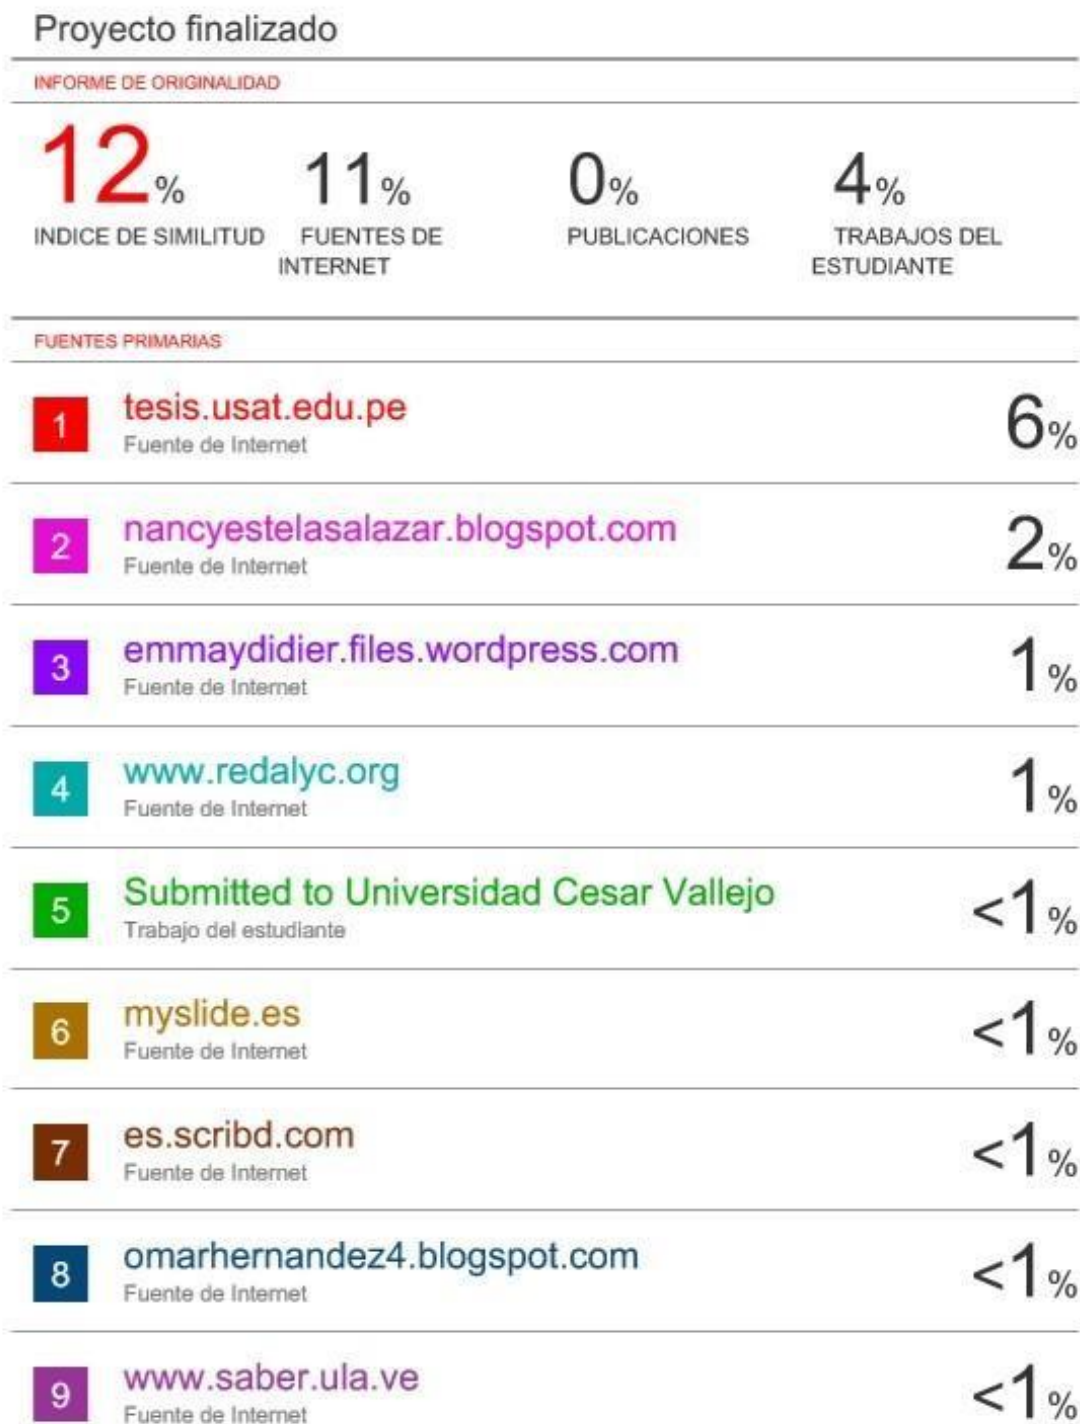 Proyecto finalizado
INFORME DE ORIGINALIDAD
12% 11% 0% 4%
INDICE DE SIMILITUD FUENTES DE PUBLICACIONES TRABAJOS DEL
INTERNET ESTUDIANTE
FUENTES PRIMARIAS
1 tesis.usat.edu.pe 6%
Fuente de Internet
2 nancyestelasalazar.blogspot.com 2%
Fuente de Internet
3 emmaydidier.files.wordpress.com 1%
Fuente de Internet
4 www.redalyc.org 1%
Fuente de Internet
5 Submitted to Universidad Cesar Vallejo <1%
Trabajo del estudiante
6 myslide.es <1%
Fuente de Internet
7 es.scribd.com <1%
Fuente de Internet
8 omarhernandez4.blogspot.com <1%
Fuente de Internet
9 www.saber.ula.ve <1%
Fuente de Internet